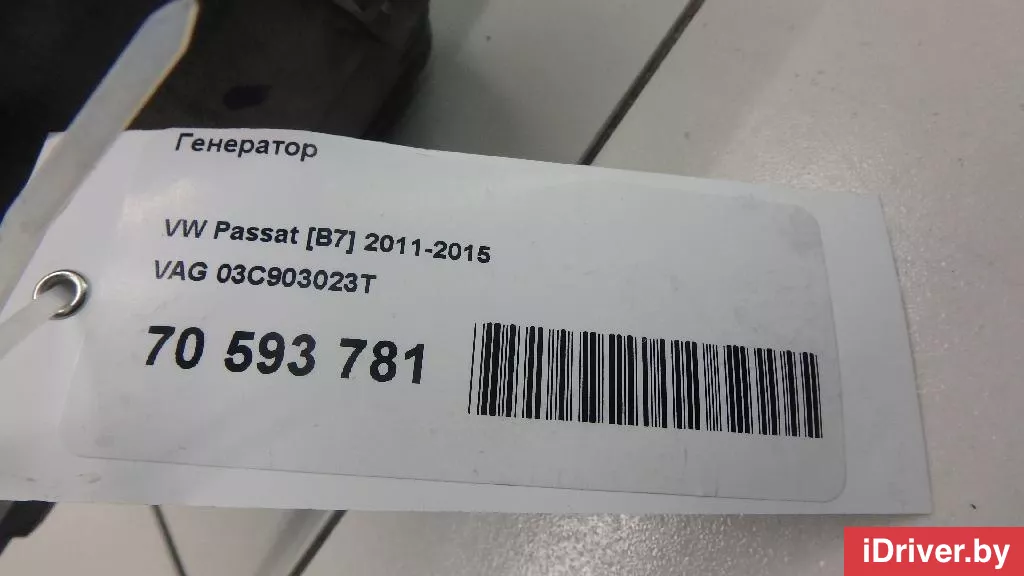 Генератор
VW Passat [B7] 2011-2015
VAG 03C903023T
70 593 781
iDriver.by